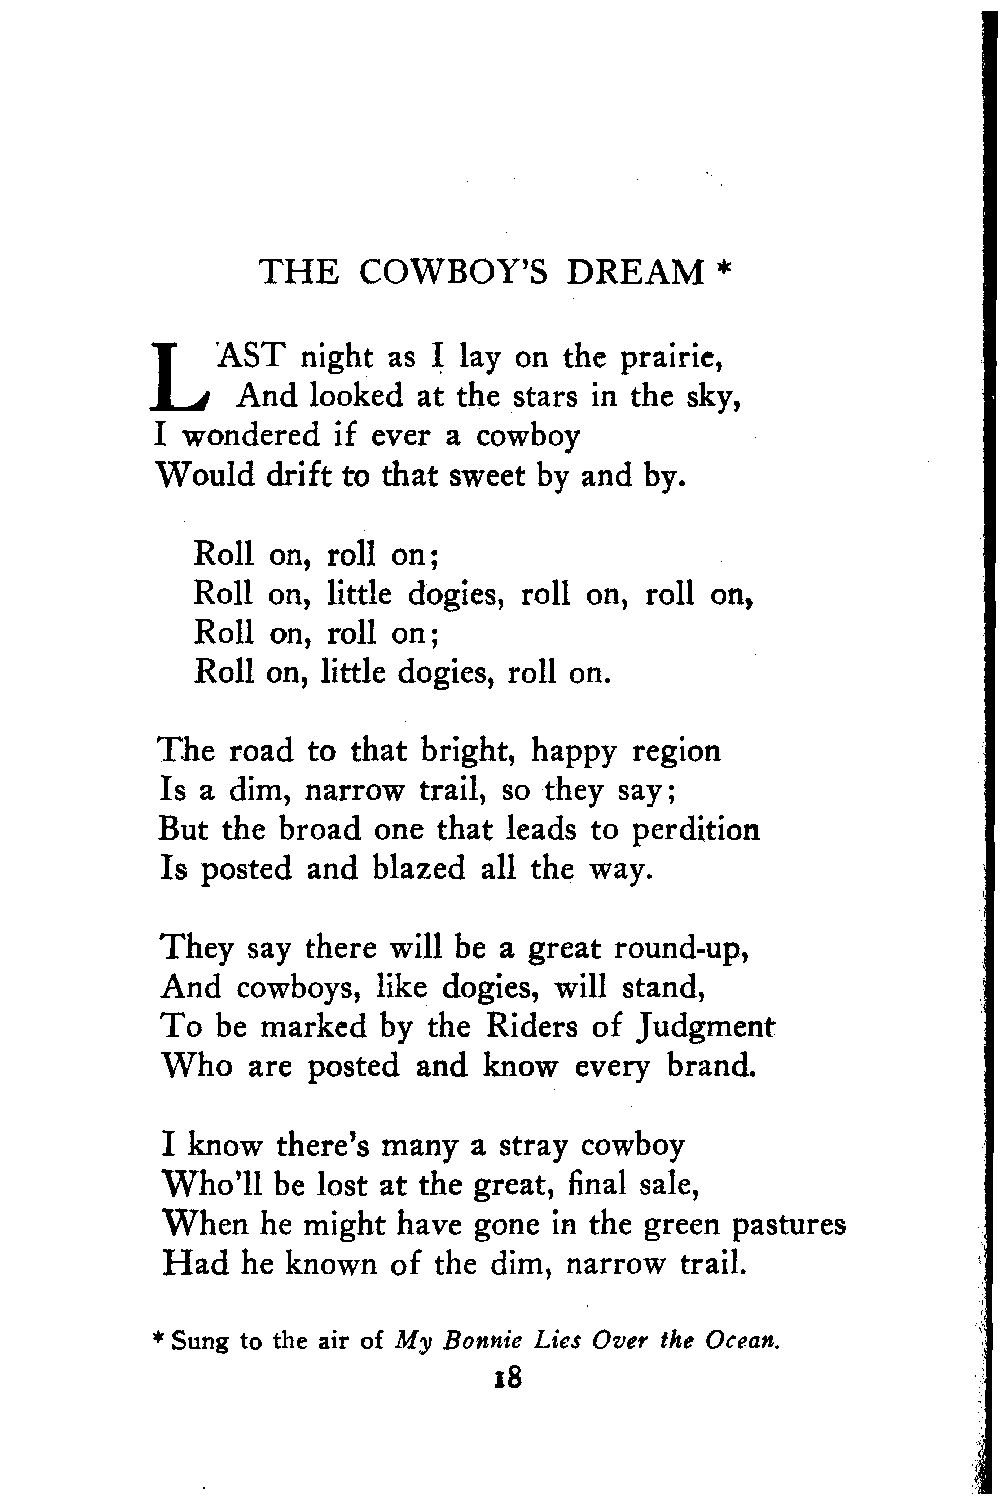 THE COWBOY'S DREAM *
LAST night as I lay on the prairie,
And looked at the stars in the sky,
I wondered if ever a cowboy
Would drift to that sweet by and by.
Roll on, roll on;
Roll on, little dogies, roll on, roll on,
Roll on, roll on;
Roll on, little dogies, roll on.
The road to that bright, happy region
Is a dim, narrow trail, so they say;
But the broad one that leads to perdition
Is posted and blazed all the way.
They say there will be a great round-up,
And cowboys, like dogies, will stand,
To be marked by the Riders of Judgment
Who are posted and know every brand.
I know there's many a stray cowboy
Who'll be lost at the great, final sale,
When he might have gone in the green pastures
Had he known of the dim, narrow trail.
* Sung to the air of My Bonnie Lies Over the Ocean.
18